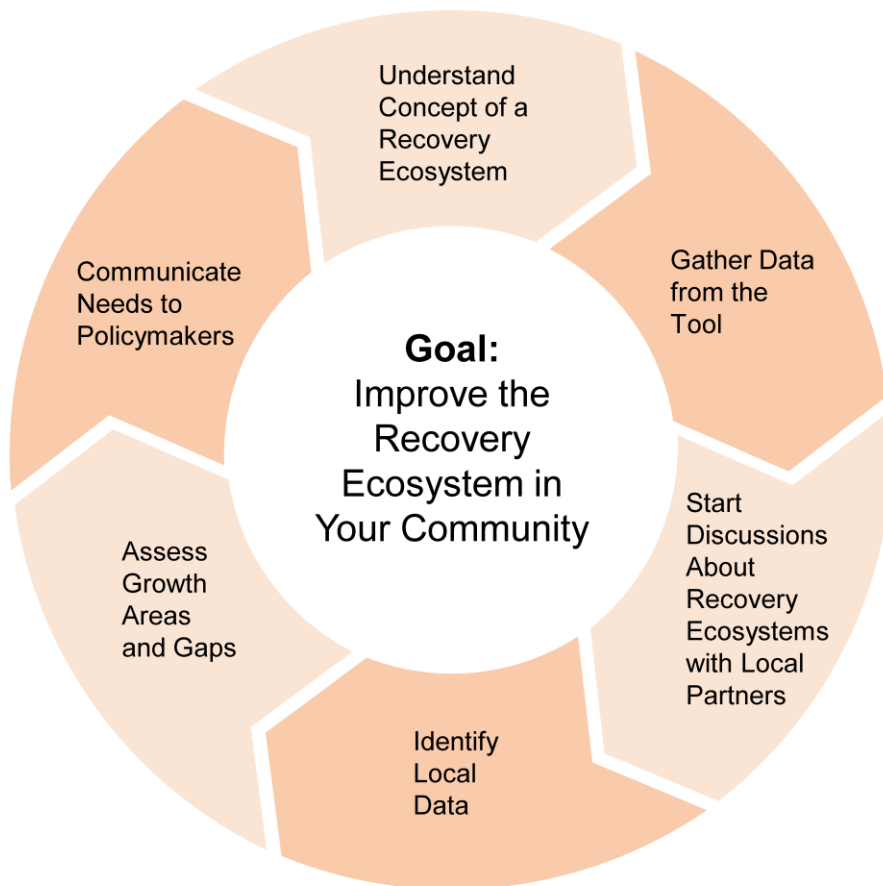 Understand
Concept of a
Recovery
Ecosystem
Gather Data
from the
Tool
Start
Discussions
About
Recovery
Ecosystems
with Local
Partners
Identify
Local
Data
Assess
Growth
Areas
and Gaps
Communicate
Needs to
Policymakers
Goal:
Improve the
Recovery
Ecosystem in
Your Community